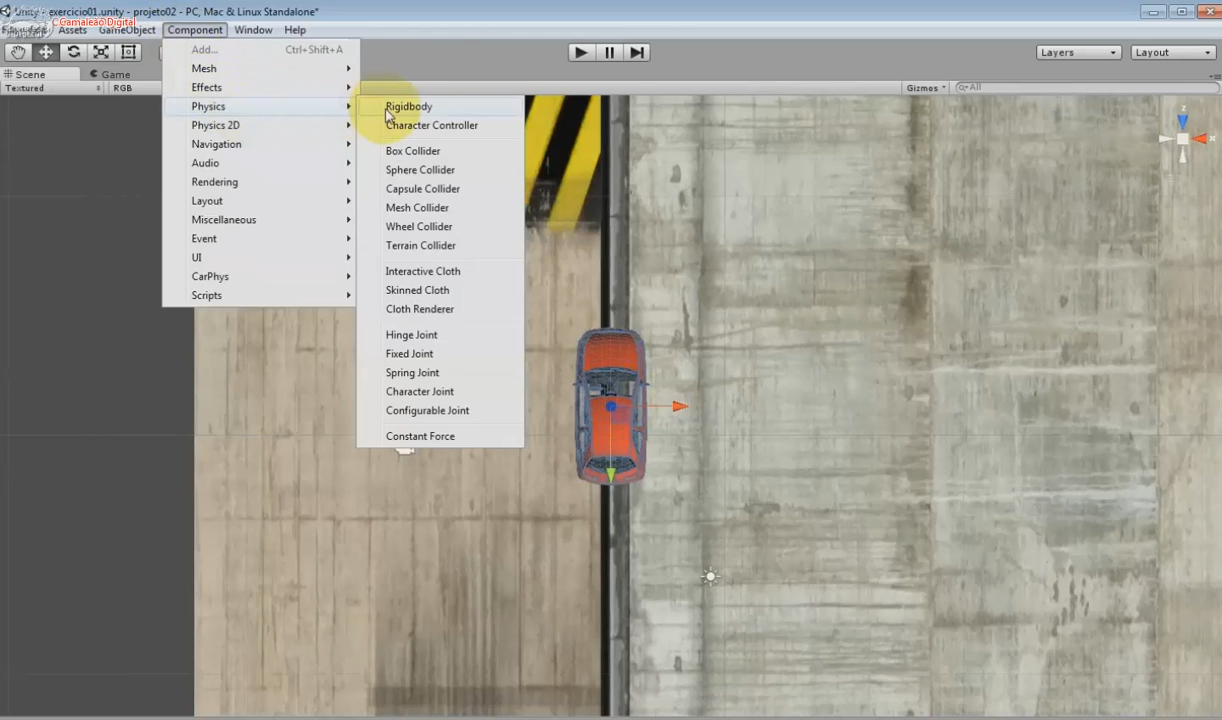 Unity - exercicio01.unity - projeto02 - PC, Mac & Linux Standalone*
Camaleão Digital
Assets GameObject Component Window Help
Layers Layout
Scene Game
Textured RGB Gizmos All
Add... Ctrl+Shift+A
Mesh
Effects
Physics
Physics 2D
Navigation
Audio
Rendering
Layout
Miscellaneous
Event
UI
CarPhys
Scripts
Rigidbody
Character Controller
Box Collider
Sphere Collider
Capsule Collider
Mesh Collider
Wheel Collider
Terrain Collider
Interactive Cloth
Skinned Cloth
Cloth Renderer
Hinge Joint
Fixed Joint
Spring Joint
Character Joint
Configurable Joint
Constant Force
z
x